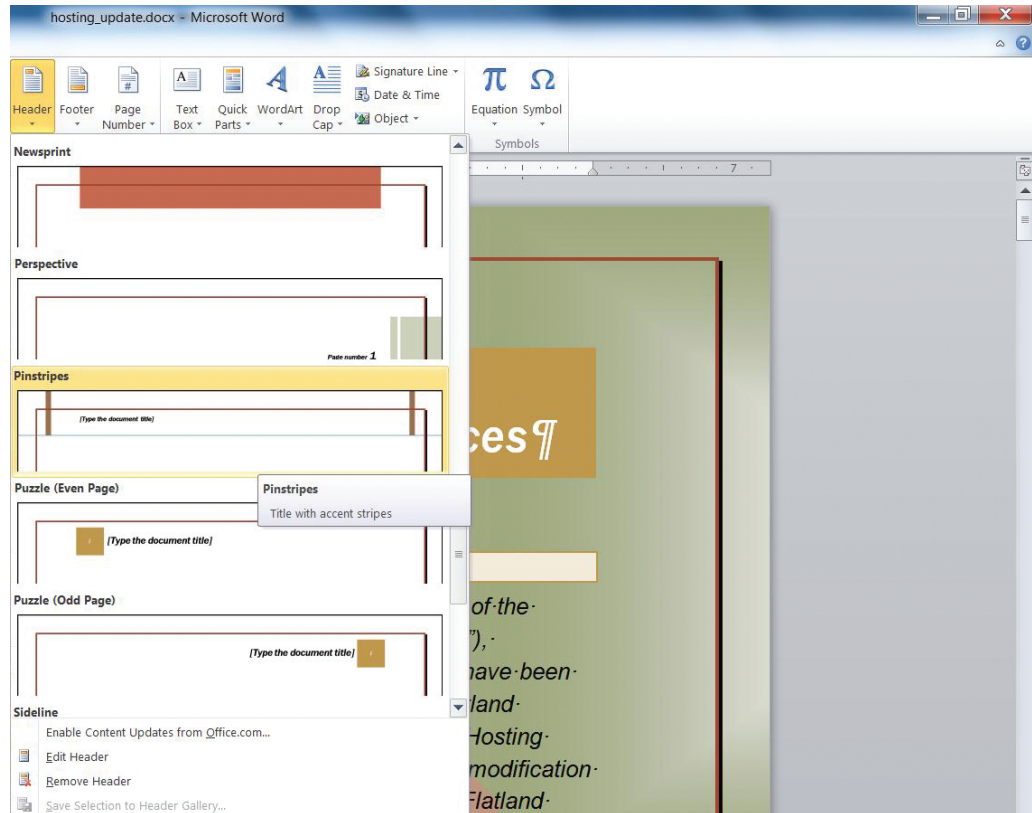 hosting_update.docx - Microsoft Word
Header
Footer
Page
Number
#
A
Text
Box
Quick
Parts
A
WordArt
A
Drop
Cap
Signature Line
Date & Time
Object
π
Equation
Ω
Symbol
Symbols
7
Newsprint
Perspective
Page number 1
Pinstripes
[Type the document title]
Pinstripes
Title with accent stripes
Puzzle (Even Page)
[Type the document title]
Puzzle (Odd Page)
[Type the document title]
Sideline
Enable Content Updates from Office.com...
Edit Header
Remove Header
Save Selection to Header Gallery...
ces¶
of·the·
”),·
have·been·
land·
Hosting·
modification·
Flatland·